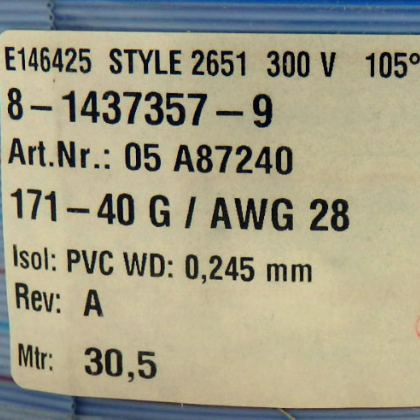 E146425 STYLE 2651 300 V 105°
8-1437357-9
Art.Nr.: 05 A87240
171-40 G / AWG 28
Isol: PVC WD: 0,245 mm
Rev: A
Mtr: 30,5